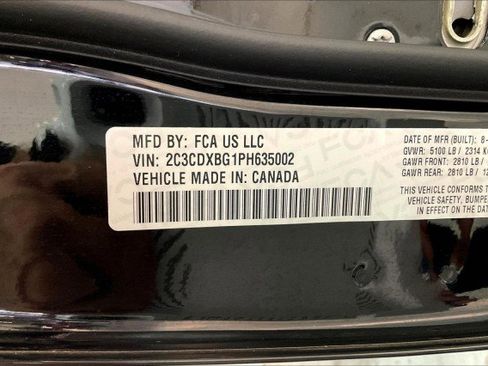 MFD BY: FCA US LLC
VIN: 2C3CDXBG1PH635002
VEHICLE MADE IN: CANADA
DATE OF MFR (BUILT): 8-
GVWR: 5100 LB / 2314 K
GAWR FRONT: 2810 LB /
GAWR REAR: 2810 LB / 12
THIS VEHICLE CONFORMS T
VEHICLE SAFETY, BUMPE
IN EFFECT ON THE DAT